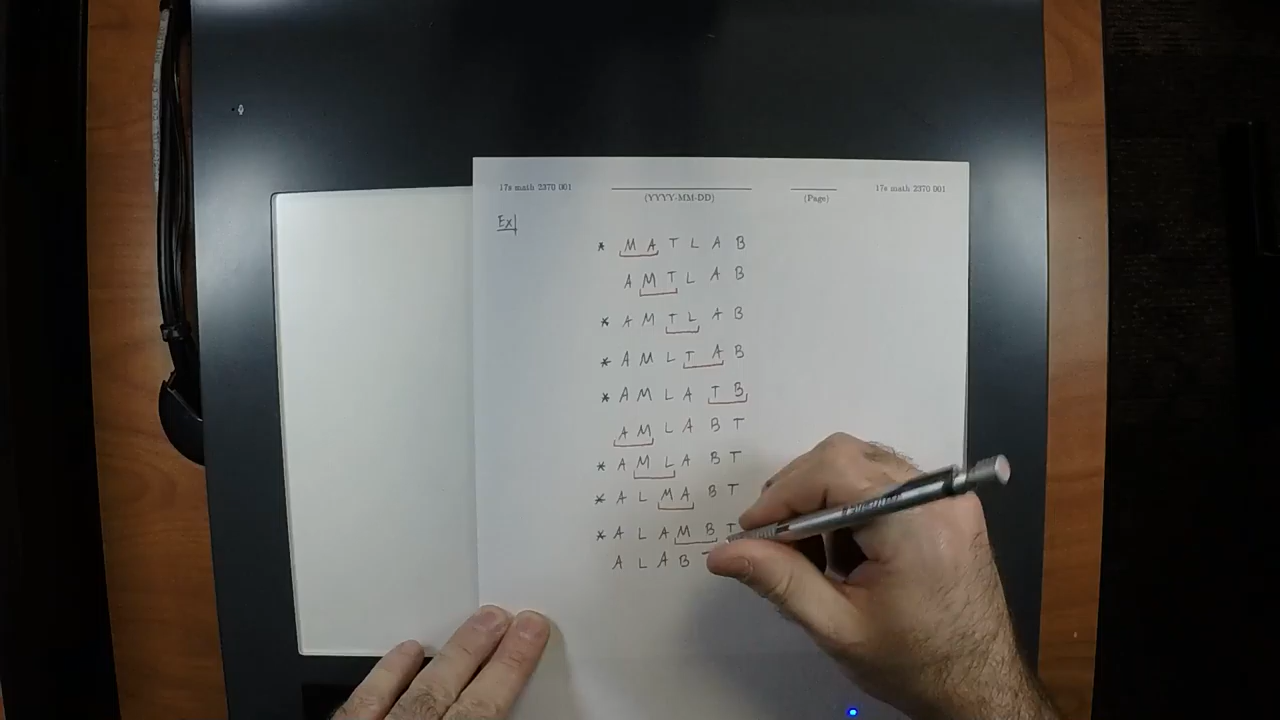 17s math 2370 001 (YYYY-MM-DD) (Page) 17s math 2370 001
Ex
* M A T L A B
A M T L A B
* A M T L A B
* A M L T A B
* A M L A T B
A M L A B T
* A M L A B T
* A L M A B T
* A L A M B T
A L A B